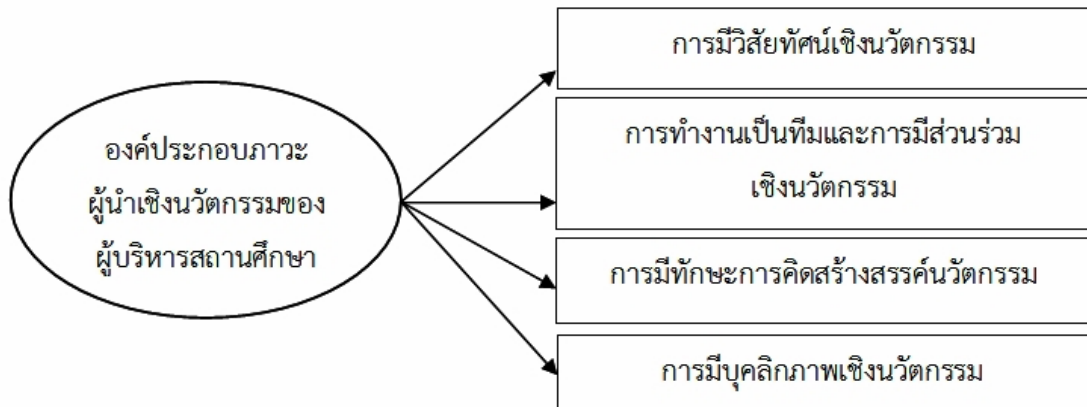 องค์ประกอบภาวะ
ผู้นำเชิงนวัตกรรมของ
ผู้บริหารสถานศึกษา
การมีวิสัยทัศน์เชิงนวัตกรรม
การทำงานเป็นทีมและการมีส่วนร่วม
เชิงนวัตกรรม
การมีทักษะการคิดสร้างสรรค์นวัตกรรม
การมีบุคลิกภาพเชิงนวัตกรรม